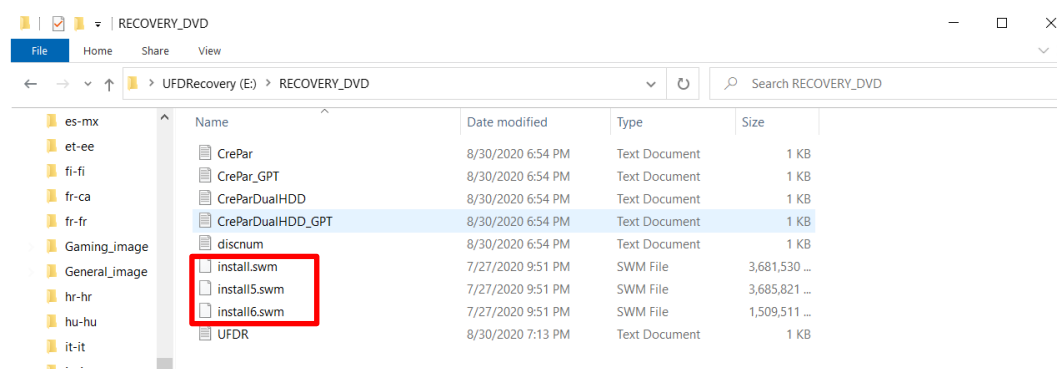 RECOVERY_DVD
File Home Share View
UFDRecovery (E:) > RECOVERY_DVD Search RECOVERY_DVD
es-mx Name Date modified Type Size
et-ee CrePar 8/30/2020 6:54 PM Text Document 1 KB
fi-fi CrePar_GPT 8/30/2020 6:54 PM Text Document 1 KB
fr-ca CreParDualHDD 8/30/2020 6:54 PM Text Document 1 KB
fr-fr CreParDualHDD_GPT 8/30/2020 6:54 PM Text Document 1 KB
Gaming_image discnum 8/30/2020 6:54 PM Text Document 1 KB
General_image install.swm 7/27/2020 9:51 PM SWM File 3,681,530 ...
hr-hr install5.swm 7/27/2020 9:51 PM SWM File 3,685,821 ...
hu-hu install6.swm 7/27/2020 9:51 PM SWM File 1,509,511 ...
it-it UFDR 8/30/2020 7:13 PM Text Document 1 KB